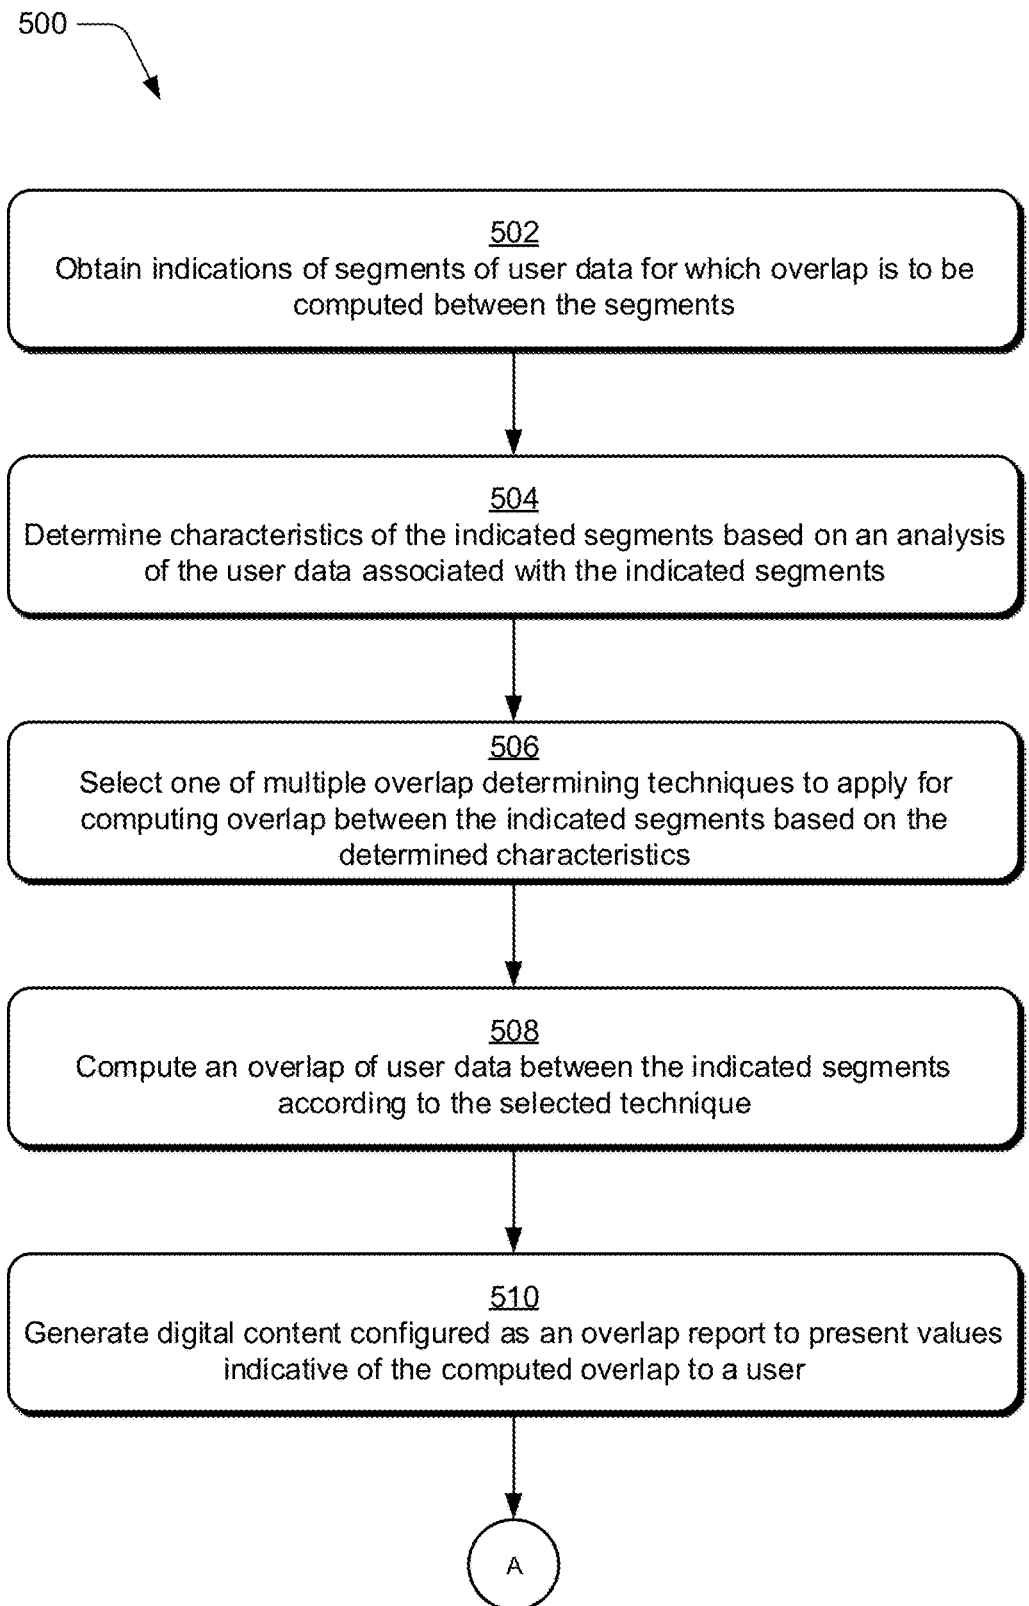 500
502
Obtain indications of segments of user data for which overlap is to be
computed between the segments
504
Determine characteristics of the indicated segments based on an analysis
of the user data associated with the indicated segments
506
Select one of multiple overlap determining techniques to apply for
computing overlap between the indicated segments based on the
determined characteristics
508
Compute an overlap of user data between the indicated segments
according to the selected technique
510
Generate digital content configured as an overlap report to present values
indicative of the computed overlap to a user
A